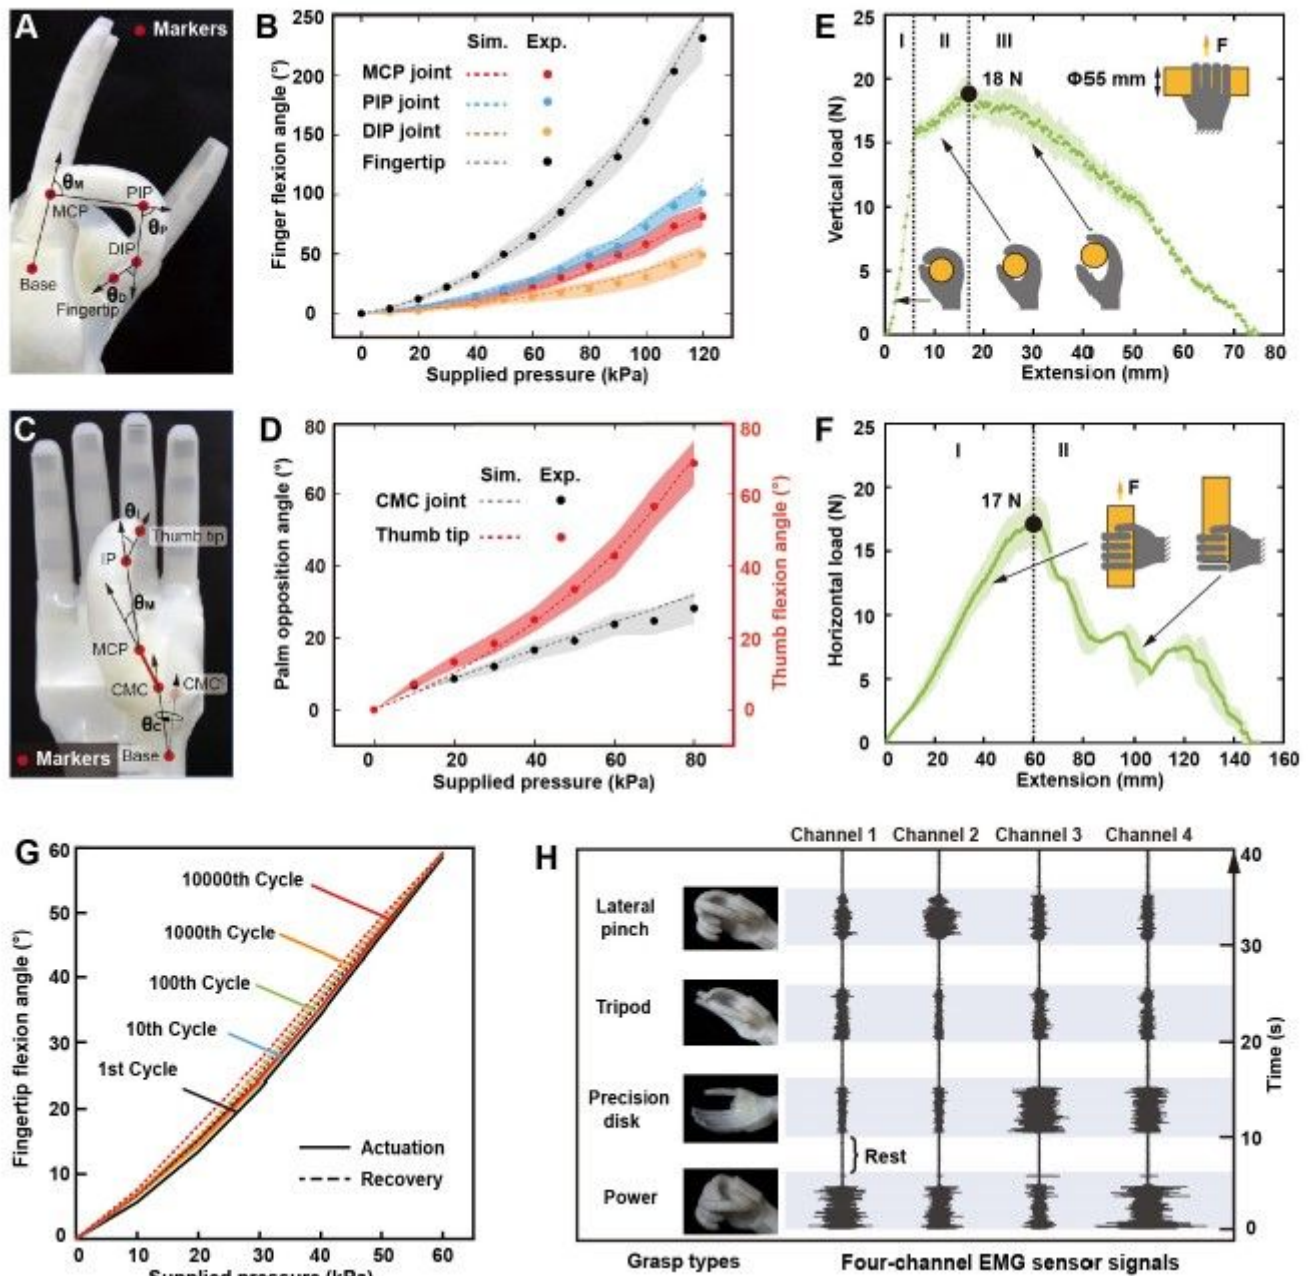 A
Markers
θM
MCP
PIP
θP
DIP
Base
θD
Fingertip
B
Finger flexion angle (°)
250
200
150
100
50
0
Sim. Exp.
MCP joint
PIP joint
DIP joint
Fingertip
0 20 40 60 80 100 120
Supplied pressure (kPa)
E
Vertical load (N)
25
20
15
10
5
0
I II III
18 N
F
Φ55 mm
0 10 20 30 40 50 60 70 80
Extension (mm)
C
θI
Thumb tip
IP
θM
MCP
CMC
CMC'
θC
Base
Markers
D
Palm opposition angle (°)
80
60
40
20
0
Sim. Exp.
CMC joint
Thumb tip
80
60
40
20
0
Thumb flexion angle (°)
0 20 40 60 80
Supplied pressure (kPa)
F
Horizontal load (N)
25
20
15
10
5
0
I II
17 N
F
0 20 40 60 80 100 120 140 160
Extension (mm)
G
Fingertip flexion angle (°)
60
50
40
30
20
10
0
10000th Cycle
1000th Cycle
100th Cycle
10th Cycle
1st Cycle
Actuation
Recovery
0 10 20 30 40 50 60
Supplied pressure (kPa)
H
Channel 1 Channel 2 Channel 3 Channel 4
Lateral
pinch
Tripod
Precision
disk
Rest
Power
40
30
20
10
0
Time (s)
Grasp types
Four-channel EMG sensor signals